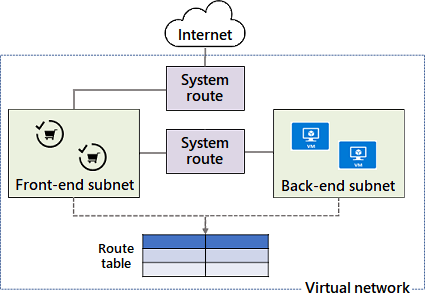 Internet
System
route
System
route
Front-end subnet
VM
VM
Back-end subnet
Route
table
Virtual network